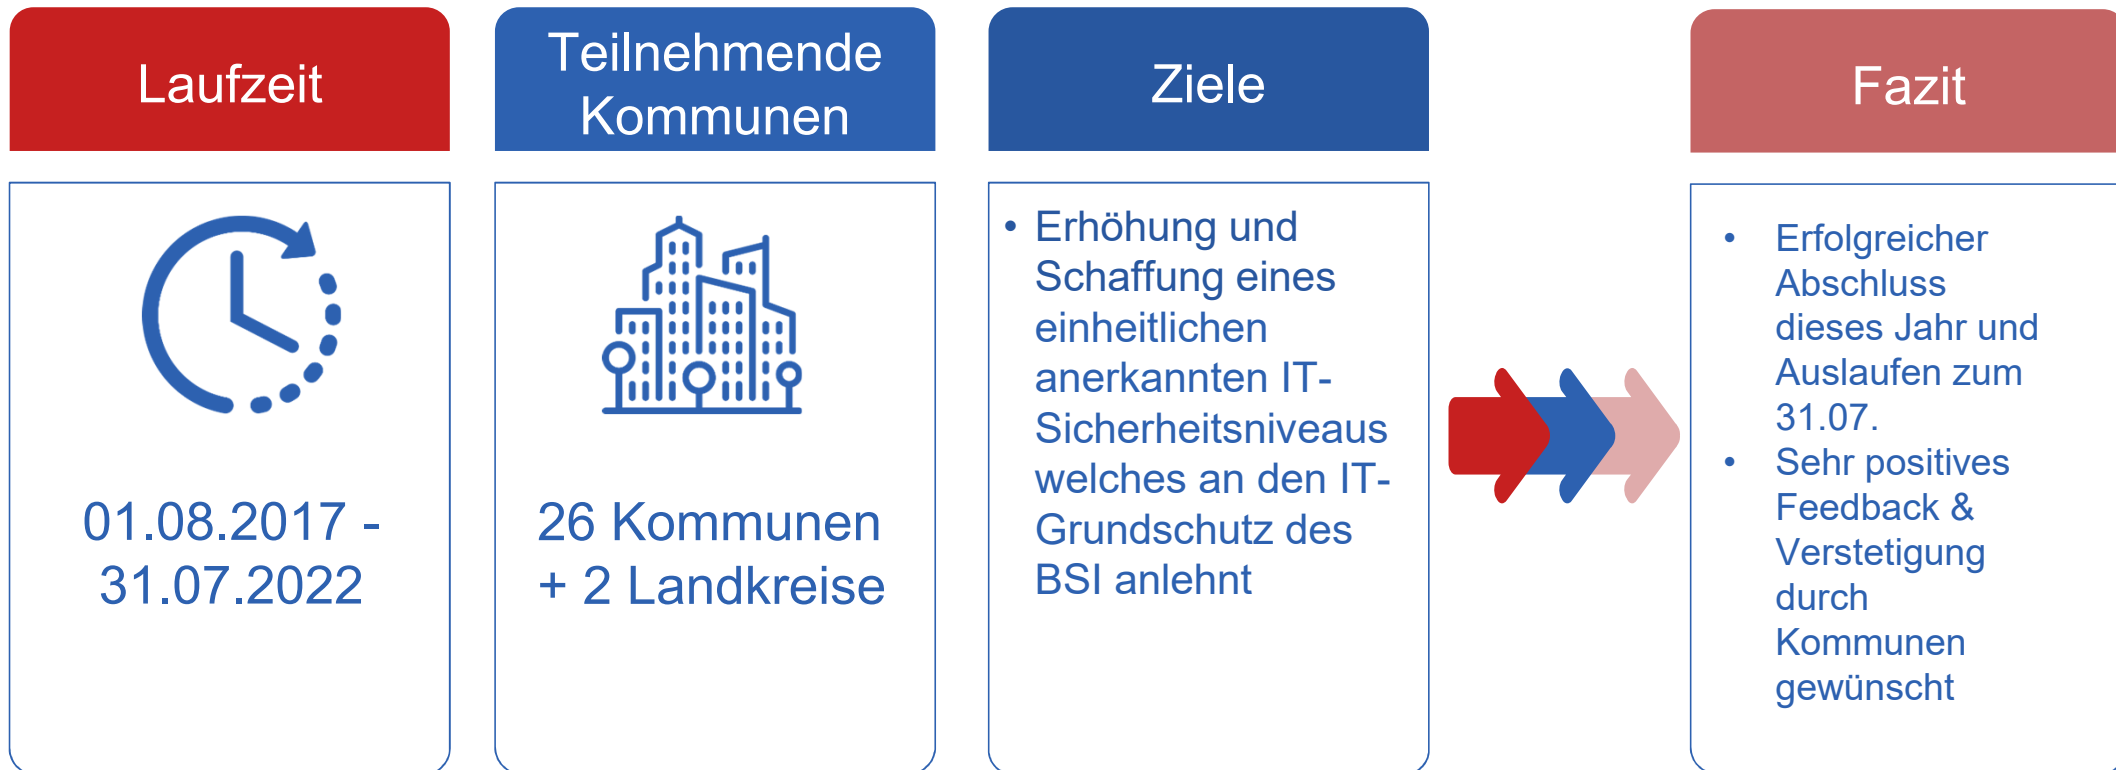 Laufzeit
01.08.2017 -
31.07.2022
Teilnehmende
Kommunen
26 Kommunen
+ 2 Landkreise
Ziele
• Erhöhung und
Schaffung eines
einheitlichen
anerkannten IT-
Sicherheitsniveaus
welches an den IT-
Grundschutz des
BSI anlehnt
Fazit
• Erfolgreicher
Abschluss
dieses Jahr und
Auslaufen zum
31.07.
• Sehr positives
Feedback &
Verstetigung
durch
Kommunen
gewünscht